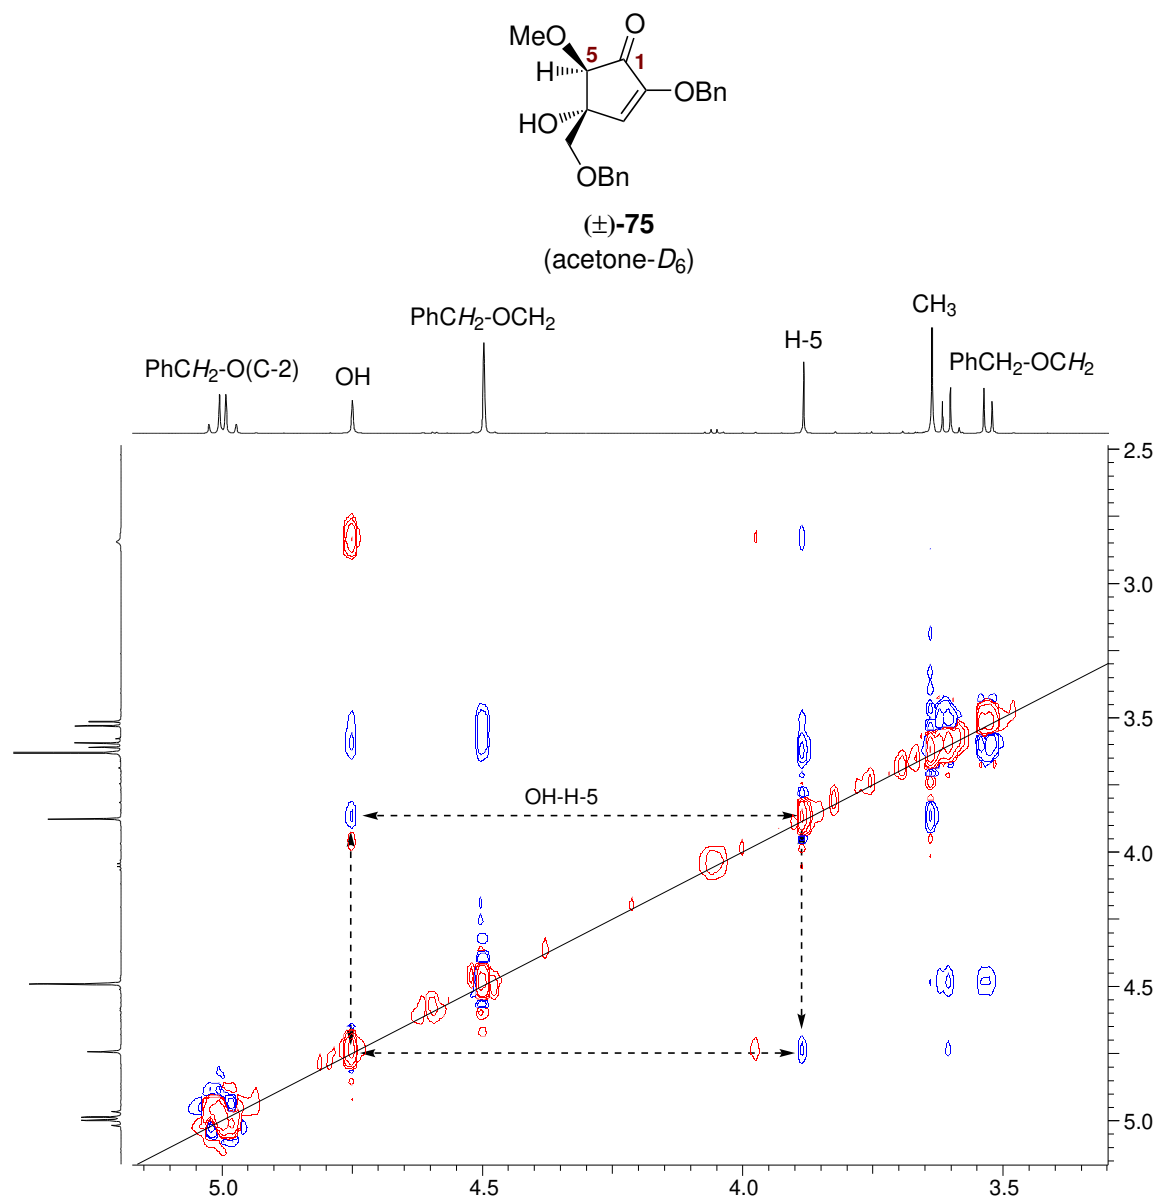 O
MeO
5
1
H
OBn
HO
OBn
(±)-75
(acetone-D6)
CH3
PhCH2-OCH2
H-5
PhCH2-OCH2
PhCH2-O(C-2)
OH
2.5
3.0
3.5
OH-H-5
4.0
4.5
5.0
5.0 4.5 4.0 3.5